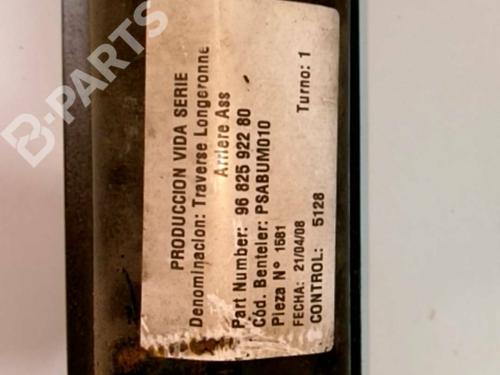 PRODUCCION VIDA SERIE
Denominacion: Traverse Longeronne
Arriere Ass
Part Number: 96 825 922 80
Cód. Benteler: PSABUM010
Pieza Nº 1581
FECHA: 21/04/08
Turno: 1
CONTROL: 5128
B-PARTS